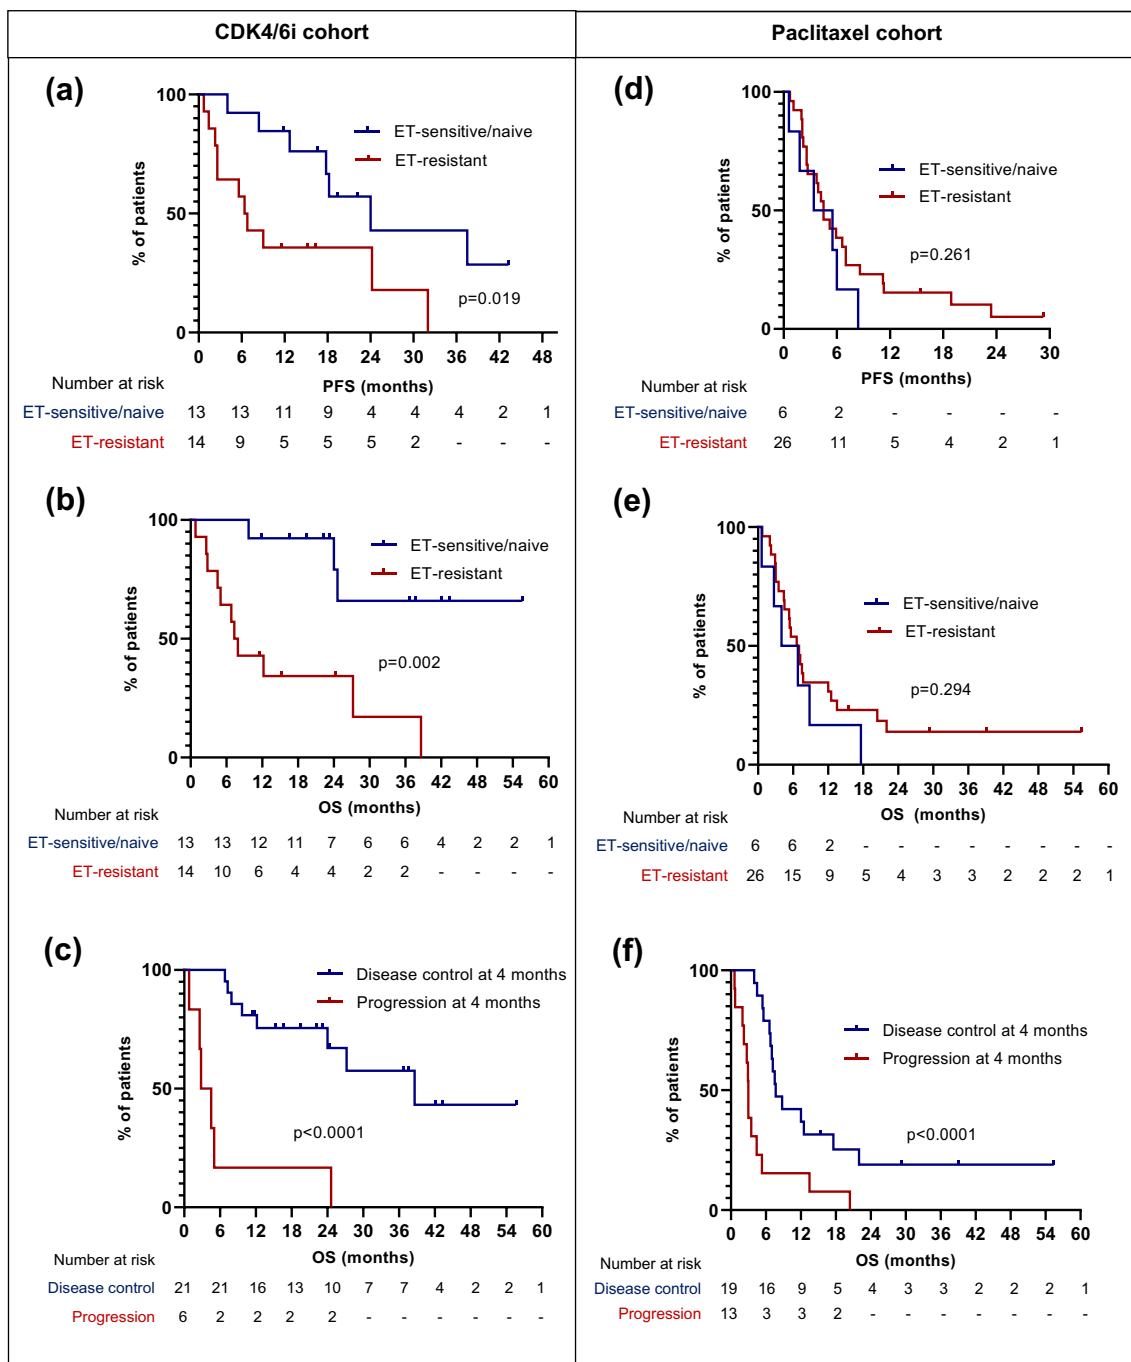 CDK4/6i cohort
Paclitaxel cohort
(a)
100
50
0
% of patients
ET-sensitive/naive
ET-resistant
p=0.019
0 6 12 18 24 30 36 42 48
PFS (months)
Number at risk
ET-sensitive/naive 13 13 11 9 4 4 4 2 1
ET-resistant 14 9 5 5 5 2 - - -
(d)
100
50
0
% of patients
ET-sensitive/naive
ET-resistant
p=0.261
0 6 12 18 24 30
PFS (months)
Number at risk
ET-sensitive/naive 6 2 - - - -
ET-resistant 26 11 5 4 2 1
(b)
100
50
0
% of patients
ET-sensitive/naive
ET-resistant
p=0.002
0 6 12 18 24 30 36 42 48 54 60
OS (months)
Number at risk
ET-sensitive/naive 13 13 12 11 7 6 6 4 2 2 1
ET-resistant 14 10 6 4 4 2 2 - - - -
(e)
100
50
0
% of patients
ET-sensitive/naive
ET-resistant
p=0.294
0 6 12 18 24 30 36 42 48 54 60
OS (months)
Number at risk
ET-sensitive/naive 6 6 2 - - - - - - - -
ET-resistant 26 15 9 5 4 3 3 2 2 2 1
(c)
100
50
0
% of patients
Disease control at 4 months
Progression at 4 months
p<0.0001
0 6 12 18 24 30 36 42 48 54 60
OS (months)
Number at risk
Disease control 21 21 16 13 10 7 7 4 2 2 1
Progression 6 2 2 2 2 - - - - - -
(f)
100
50
0
% of patients
Disease control at 4 months
Progression at 4 months
p<0.0001
0 6 12 18 24 30 36 42 48 54 60
OS (months)
Number at risk
Disease control 19 16 9 5 4 3 3 2 2 2 1
Progression 13 3 3 2 - - - - - - -